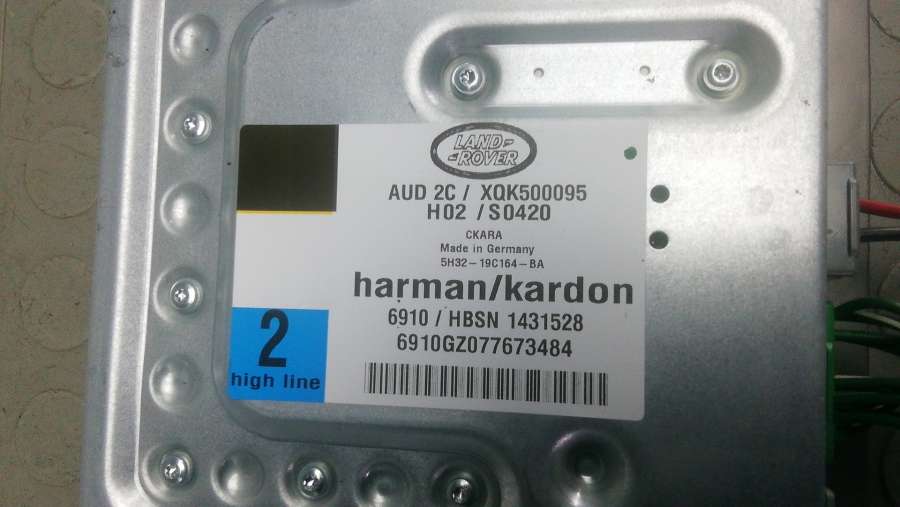 LAND-
-ROVER
AUD 2C / XQK500095
H02 /S0420
CKARA
Made in Germany
5H32-19C164-BA
harman/kardon
6910 / HBSN 1431528
6910GZ077673484
2
high line